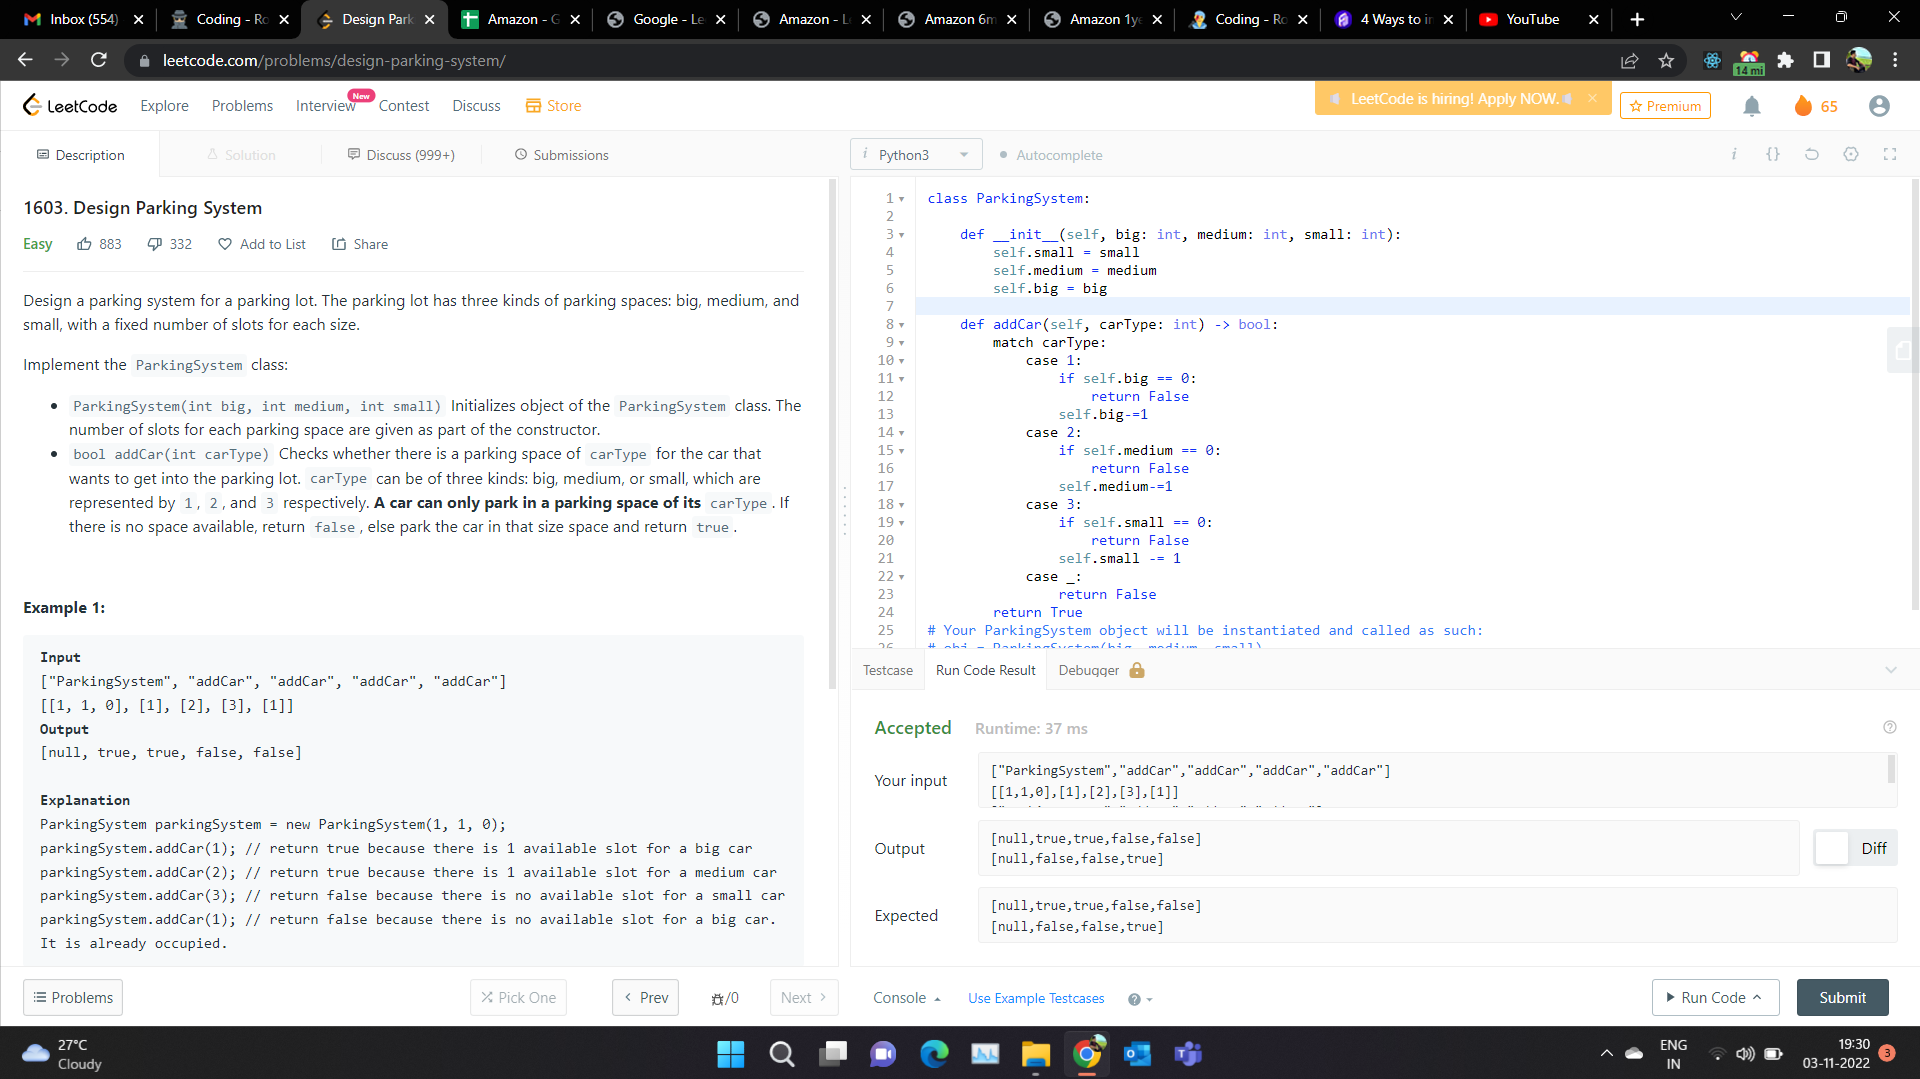 Inbox (554)
Coding - Ro
Design Park
Amazon - G
Google - Le
Amazon - L
Amazon 6m
Amazon 1ye
Coding - Ro
4 Ways to i
YouTube
leetcode.com/problems/design-parking-system/
14 mi
LeetCode
Explore
Problems
Interview
New
Contest
Discuss
Store
LeetCode is hiring! Apply NOW.
Premium
65
Description
Solution
Discuss (999+)
Submissions
1603. Design Parking System
Easy
883
332
Add to List
Share
Design a parking system for a parking lot. The parking lot has three kinds of parking spaces: big, medium, and
small, with a fixed number of slots for each size.
Implement the ParkingSystem class:
• ParkingSystem(int big, int medium, int small) Initializes object of the ParkingSystem class. The
number of slots for each parking space are given as part of the constructor.
• bool addCar(int carType) Checks whether there is a parking space of carType for the car that
wants to get into the parking lot. carType can be of three kinds: big, medium, or small, which are
represented by 1, 2, and 3 respectively. A car can only park in a parking space of its carType. If
there is no space available, return false, else park the car in that size space and return true.
Example 1:
Input
["ParkingSystem", "addCar", "addCar", "addCar", "addCar"]
[[1, 1, 0], [1], [2], [3], [1]]
Output
[null, true, true, false, false]
Explanation
ParkingSystem parkingSystem = new ParkingSystem(1, 1, 0);
parkingSystem.addCar(1); // return true because there is 1 available slot for a big car
parkingSystem.addCar(2); // return true because there is 1 available slot for a medium car
parkingSystem.addCar(3); // return false because there is no available slot for a small car
parkingSystem.addCar(1); // return false because there is no available slot for a big car.
It is already occupied.
Problems
Pick One
Prev
/0
Next
i Python3
Autocomplete
i {}
1 class ParkingSystem:
2
3 def __init__(self, big: int, medium: int, small: int):
4 self.small = small
5 self.medium = medium
6 self.big = big
7
8 def addCar(self, carType: int) -> bool:
9 match carType:
10 case 1:
11 if self.big == 0:
12 return False
13 self.big-=1
14 case 2:
15 if self.medium == 0:
16 return False
17 self.medium-=1
18 case 3:
19 if self.small == 0:
20 return False
21 self.small -= 1
22 case _:
23 return False
24 return True
25 # Your ParkingSystem object will be instantiated and called as such:
26 # obj = ParkingSystem(big, medium, small)
Testcase
Run Code Result
Debugger
Accepted
Runtime: 37 ms
Your input
["ParkingSystem","addCar","addCar","addCar","addCar"]
[[1,1,0],[1],[2],[3],[1]]
Output
[null,true,true,false,false]
[null,false,false,true]
Diff
Expected
[null,true,true,false,false]
[null,false,false,true]
Console
Use Example Testcases
Run Code
Submit
27°C
Cloudy
ENG
IN
19:30
03-11-2022
3